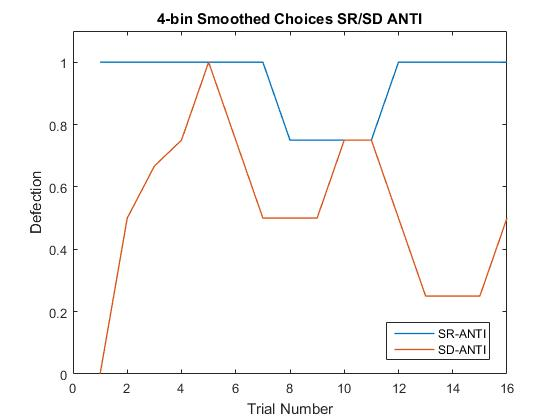 4-bin Smoothed Choices SR/SD ANTI
1
0.8
0.6
0.4
0.2
0
Defection
0 2 4 6 8 10 12 14 16
Trial Number
SR-ANTI
SD-ANTI